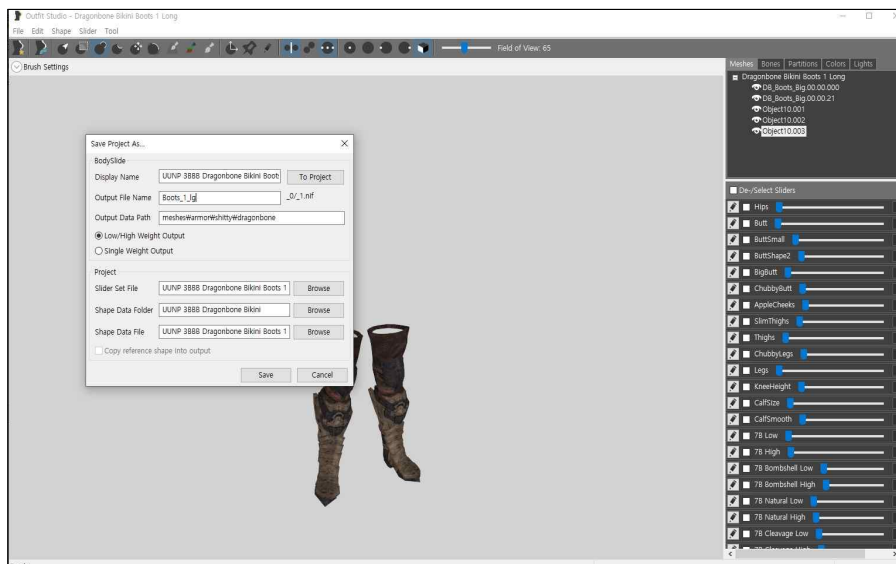 Outfit Studio - Dragonbone Bikini Boots 1 Long
File Edit Shape Slider Tool
Field of View: 65
Brush Settings
Meshes Bones Partitions Colors Lights
Dragonbone Bikini Boots 1 Long
DB_Boots_Big.00.00.000
DB_Boots_Big.00.00.21
Object10.001
Object10.002
Object10.003
Save Project As...
BodySlide
Display Name UUNP 3BBB Dragonbone Bikini Boots To Project
Output File Name Boots_1_lg _0/_1.nif
Output Data Path meshes₩armor₩shitty₩dragonbone
Low/High Weight Output
Single Weight Output
Project
Slider Set File UUNP 3BBB Dragonbone Bikini Boots 1 Browse
Shape Data Folder UUNP 3BBB Dragonbone Bikini Browse
Shape Data File UUNP 3BBB Dragonbone Bikini Boots 1 Browse
Copy reference shape into output
Save Cancel
De-/Select Sliders
Hips
Butt
ButtSmall
ButtShape2
BigButt
ChubbyButt
AppleCheeks
SlimThighs
Thighs
ChubbyLegs
Legs
KneeHeight
CalfSize
CalfSmooth
7B Low
7B High
7B Bombshell Low
7B Bombshell High
7B Natural Low
7B Natural High
7B Cleavage Low